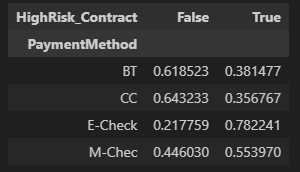 HighRisk_Contract False True
PaymentMethod
BT 0.618523 0.381477
CC 0.643233 0.356767
E-Check 0.217759 0.782241
M-Chec 0.446030 0.553970